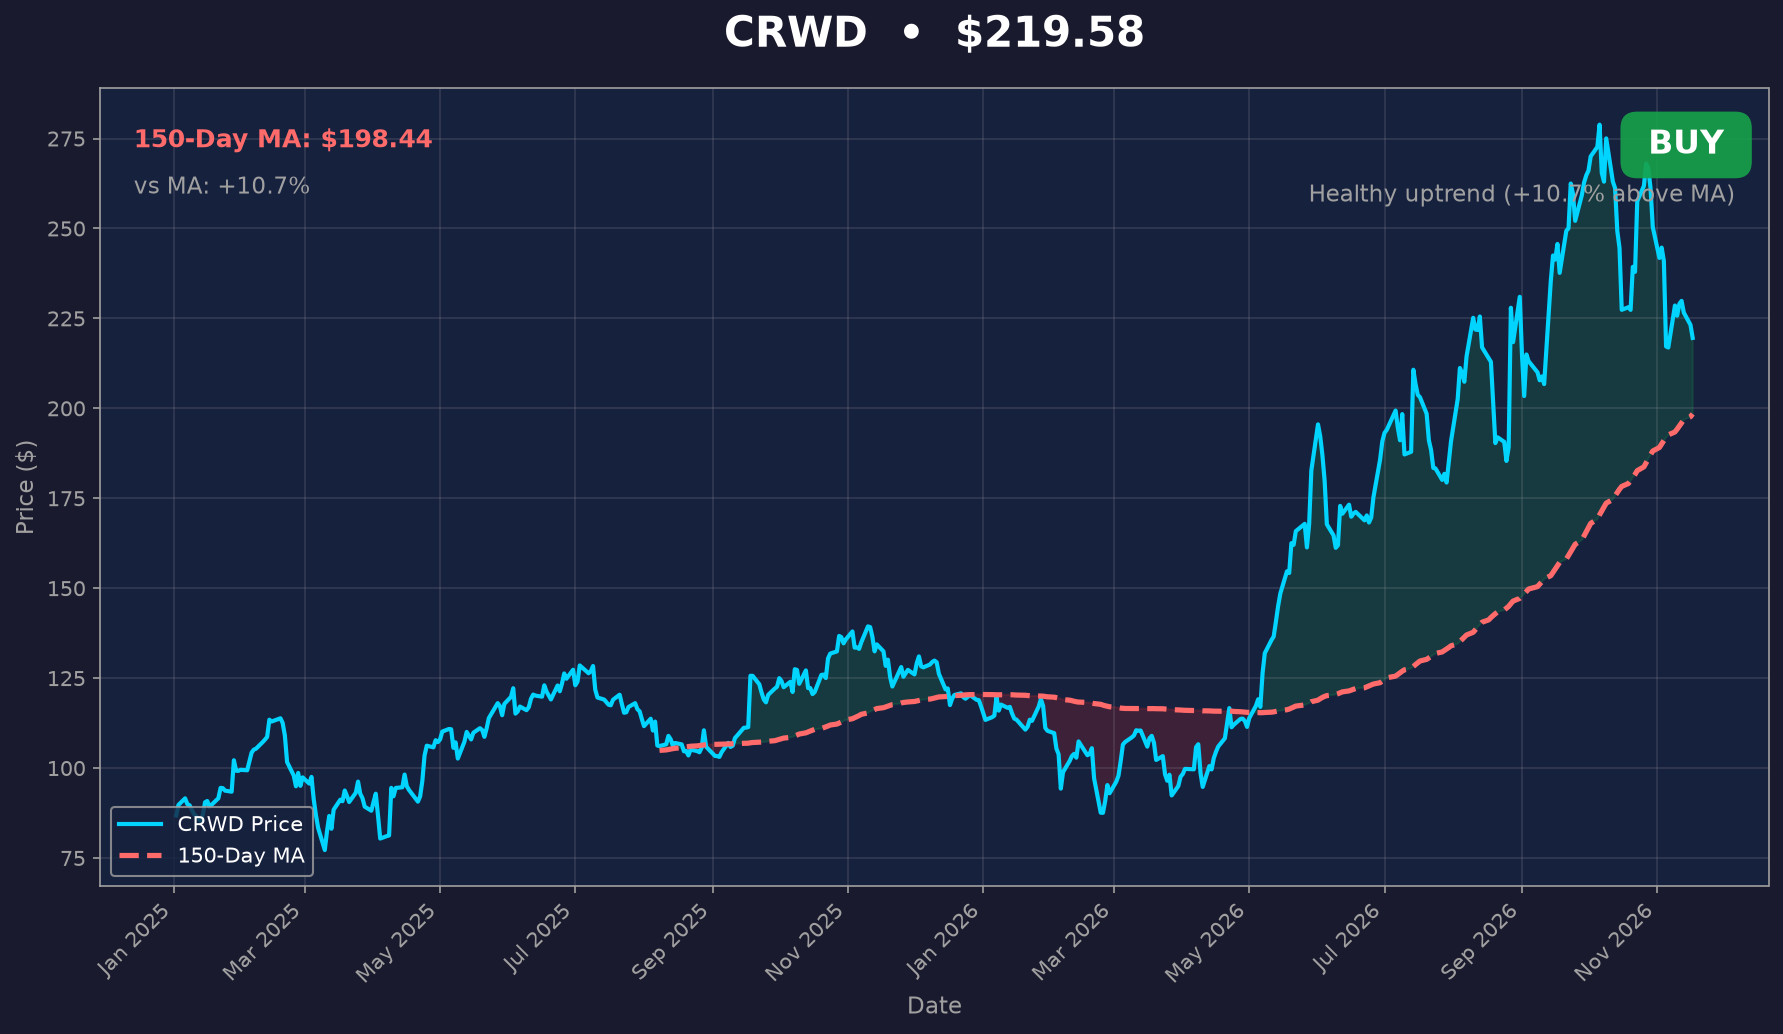 CRWD • $219.58
150-Day MA: $198.44
vs MA: +10.7%
BUY
Healthy uptrend (+10.7% above MA)
Price ($)
275
250
225
200
175
150
125
100
75
CRWD Price
150-Day MA
Jan 2025
Mar 2025
May 2025
Jul 2025
Sep 2025
Nov 2025
Jan 2026
Mar 2026
May 2026
Jul 2026
Sep 2026
Nov 2026
Date